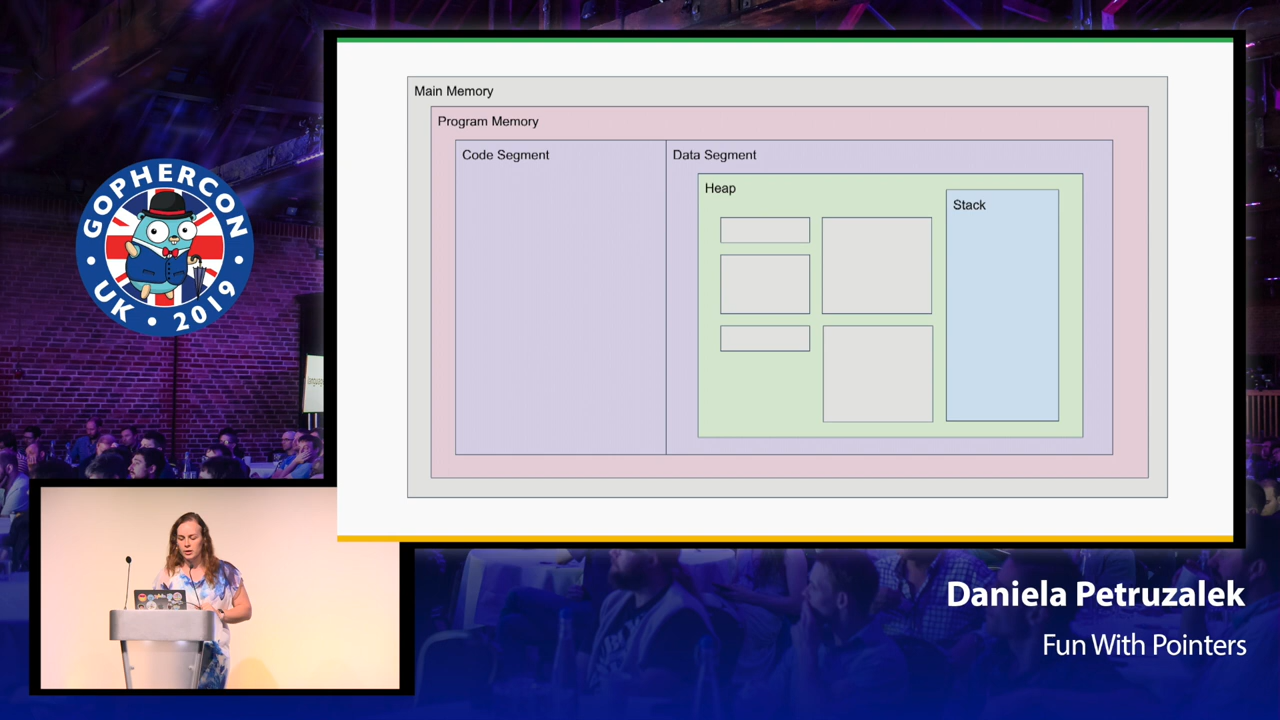 GOPHERCON
UK • 2019
Main Memory
Program Memory
Code Segment
Data Segment
Heap
Stack
Daniela Petruzalek
Fun With Pointers